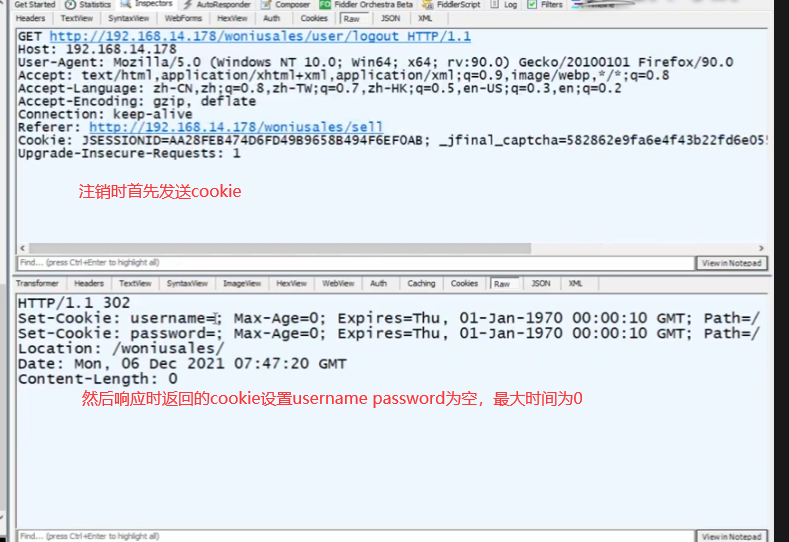 Get Started Statistics Inspectors AutoResponder Composer FO Fiddler Orchestra Beta FiddlerScript Log Filters
Headers TextView SyntaxView WebForms HexView Auth Cookies Raw JSON XML
GET http://192.168.14.178/woniusales/user/logout HTTP/1.1
Host: 192.168.14.178
User-Agent: Mozilla/5.0 (Windows NT 10.0; Win64; x64; rv:90.0) Gecko/20100101 Firefox/90.0
Accept: text/html,application/xhtml+xml,application/xml;q=0.9,image/webp,*/*;q=0.8
Accept-Language: zh-CN,zh;q=0.8,zh-TW;q=0.7,zh-HK;q=0.5,en-US;q=0.3,en;q=0.2
Accept-Encoding: gzip, deflate
Connection: keep-alive
Referer: http://192.168.14.178/woniusales/sell
Cookie: JSESSIONID=AA28FEB474D6FD49B9658B494F6EF0AB; _jfinal_captcha=582862e9fa6e4f43b22fd6e05
Upgrade-Insecure-Requests: 1
注销时首先发送cookie
Find... (press Ctrl+Enter to highlight all) View in Notepad
Transformer Headers TextView SyntaxView ImageView HexView WebView Auth Caching Cookies Raw JSON XML
HTTP/1.1 302
Set-Cookie: username=; Max-Age=0; Expires=Thu, 01-Jan-1970 00:00:10 GMT; Path=/
Set-Cookie: password=; Max-Age=0; Expires=Thu, 01-Jan-1970 00:00:10 GMT; Path=/
Location: /woniusales/
Date: Mon, 06 Dec 2021 07:47:20 GMT
Content-Length: 0
然后响应时返回的cookie设置username password为空，最大时间为0
Find... (press Ctrl+Enter to highlight all) View in Notepad